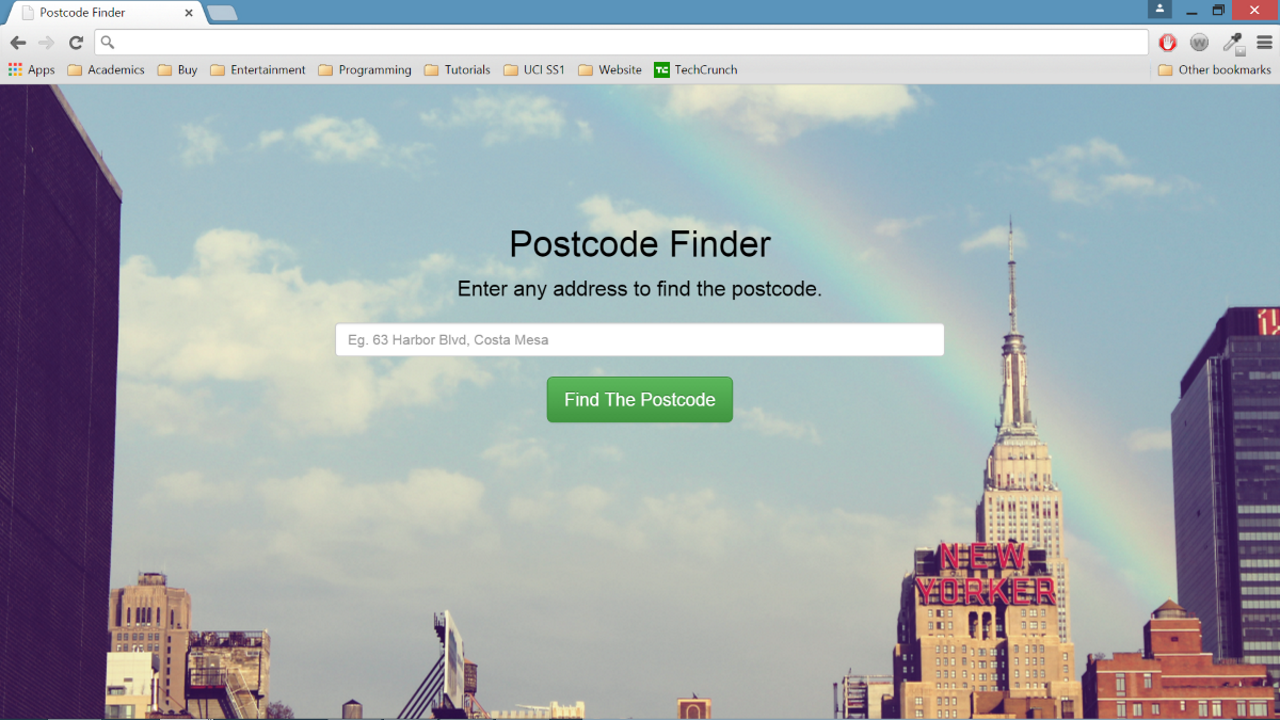 Postcode Finder
Apps Academics Buy Entertainment Programming Tutorials UCI SS1 Website TC TechCrunch Other bookmarks
Postcode Finder
Enter any address to find the postcode.
Eg. 63 Harbor Blvd, Costa Mesa
Find The Postcode
NEW
YORKER